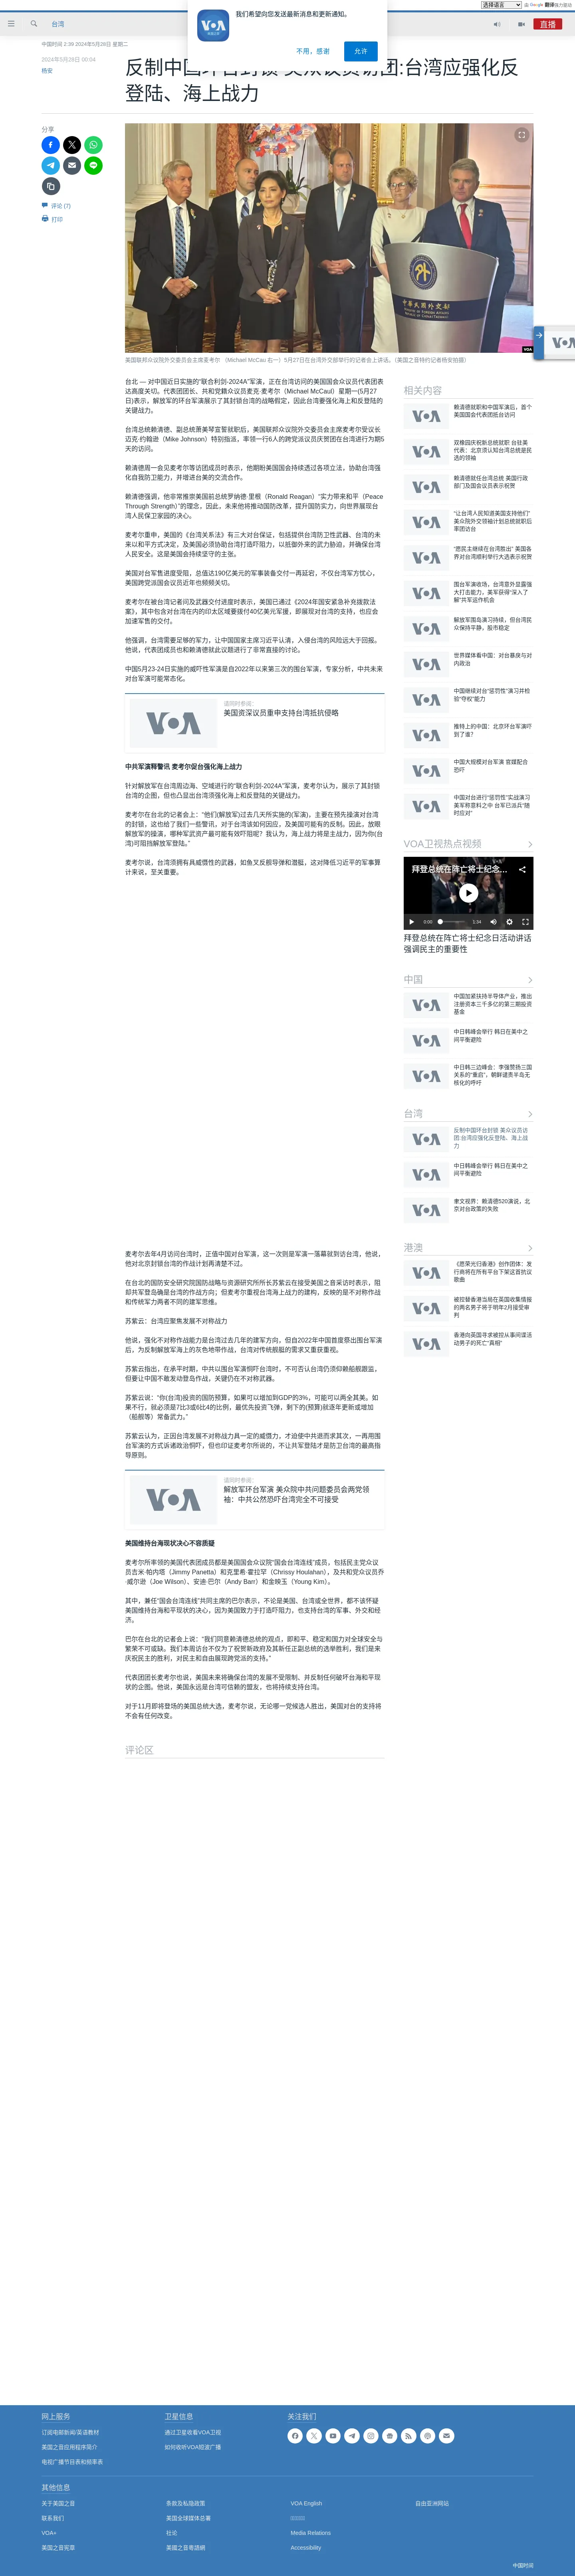 选择语言
由 Google 翻译强力驱动
我们希望向您发送最新消息和更新通知。
不用，感谢
允许
台湾
直播
中国时间 2:39 2024年5月28日 星期二
2024年5月28日 00:04
杨安
登陆、海上战力
分享
评论 (7)
打印
美国联邦众议院外交委员会主席麦考尔 （Michael McCau 右一）5月27日在台湾外交部举行的记者会上讲话。（美国之音特约记者杨安拍摄）
台北 — 对中国近日实施的“联合利剑-2024A”军演，正在台湾访问的美国国会众议员代表团表
达高度关切。代表团团长、共和党籍众议员麦克·麦考尔（Michael McCaul）星期一(5月27
日)表示，解放军的环台军演展示了其封锁台湾的战略假定，因此台湾要强化海上和反登陆的
关键战力。
台湾总统赖清德、副总统萧美琴宣誓就职后，美国联邦众议院外交委员会主席麦考尔受议长
迈克·约翰逊（Mike Johnson）特别指派，率领一行6人的跨党派议员庆贺团在台湾进行为期5
天的访问。
赖清德周一会见麦考尔等访团成员时表示，他期盼美国国会持续透过各项立法，协助台湾强
化自我防卫能力，并增进台美的交流合作。
赖清德强调，他非常推崇美国前总统罗纳德·里根（Ronald Reagan）“实力带来和平（Peace
Through Strength）”的理念，因此，未来他将推动国防改革，提升国防实力，向世界展现台
湾人民保卫家园的决心。
麦考尔重申，美国的《台湾关系法》有三大对台保证，包括提供台湾防卫性武器、台湾的未
来以和平方式决定，及美国必须协助台湾打造吓阻力，以抵御外来的武力胁迫，并确保台湾
人民安全。这是美国会持续坚守的主张。
美国对台军售进度受阻，总值达190亿美元的军事装备交付一再延宕，不仅台湾军方忧心，
美国跨党派国会议员近年也频频关切。
麦考尔在被台湾记者问及武器交付进度时表示，美国已通过《2024年国安紧急补充拨款法
案》，其中包含对台湾在内的印太区域要拨付40亿美元军援，即展现对台湾的支持，也应会
加速军售的交付。
他强调，台湾需要足够的军力，让中国国家主席习近平认清，入侵台湾的风险远大于回报。
他说，代表团成员也和赖清德就此议题进行了非常直接的讨论。
中国5月23-24日实施的威吓性军演是自2022年以来第三次的围台军演，专家分析，中共未来
对台军演可能常态化。
请同时参阅：
美国资深议员重申支持台湾抵抗侵略
中共军演释警讯 麦考尔促台强化海上战力
针对解放军在台湾周边海、空域进行的“联合利剑-2024A”军演，麦考尔认为，展示了其封锁
台湾的企图，但也凸显出台湾须强化海上和反登陆的关键战力。
麦考尔在台北的记者会上：“他们(解放军)过去几天所实施的(军演)，主要在预先操演对台湾
的封锁，这也给了我们一些警讯，对于台湾该如何因应，及美国可能有的反制。因此，放眼
解放军的操演，哪种军武资产最可能有效吓阻呢？我认为，海上战力将是主战力，因为你(台
湾)可阻挡解放军登陆。”
麦考尔说，台湾须拥有具威慑性的武器，如鱼叉反舰导弹和潜艇，这对降低习近平的军事算
计来说，至关重要。
麦考尔去年4月访问台湾时，正值中国对台军演，这一次则是军演一落幕就到访台湾，他说，
他对北京封锁台湾的作战计划再清楚不过。
在台北的国防安全研究院国防战略与资源研究所所长苏紫云在接受美国之音采访时表示，阻
却共军登岛确是台湾的作战方向；但麦考尔重视台湾海上战力的建构，反映的是不对称作战
和传统军力两者不同的建军思维。
苏紫云：台湾应聚焦发展不对称战力
他说，强化不对称作战能力是台湾过去几年的建军方向，但自2022年中国首度祭出围台军演
后，为反制解放军海上的灰色地带作战，台湾对传统舰艇的需求又重获重视。
苏紫云指出，在承平时期，中共以围台军演恫吓台湾时，不可否认台湾仍须仰赖船舰跟监，
但要让中国不敢发动登岛作战，关键仍在不对称武器。
苏紫云说：“你(台湾)投资的国防预算，如果可以增加到GDP的3%，可能可以两全其美。如
果不行，就必须是7比3或6比4的比例，最优先投资飞弹，剩下的(预算)就逐年更新或增加
（船舰等）常备武力。”
苏紫云认为，正因台湾发展不对称战力具一定的威慑力，才迫使中共退而求其次，一再用围
台军演的方式诉诸政治恫吓，但也印证麦考尔所说的，不让共军登陆才是防卫台湾的最高指
导原则。
请同时参阅：
解放军环台军演 美众院中共问题委员会两党领
袖：中共公然恐吓台湾完全不可接受
美国维持台海现状决心不容质疑
麦考尔所率领的美国代表团成员都是美国国会众议院“国会台湾连线”成员，包括民主党众议
员吉米·帕内塔（Jimmy Panetta）和克里希·霍拉罕（Chrissy Houlahan），及共和党众议员乔
·威尔逊（Joe Wilson）、安迪·巴尔（Andy Barr）和金映玉（Young Kim）。
其中，兼任“国会台湾连线”共同主席的巴尔表示，不论是美国、台湾或全世界，都不该怀疑
美国维持台海和平现状的决心，因为美国致力于打造吓阻力，也支持台湾的军事、外交和经
济。
巴尔在台北的记者会上说：“我们同意赖清德总统的观点，即和平、稳定和国力对全球安全与
繁荣不可或缺。我们本周访台不仅为了祝贺新政府及其新任正副总统的选举胜利，我们是来
庆祝民主的胜利，对民主和自由展现跨党派的支持。”
代表团团长麦考尔也说，美国未来将确保台湾的发展不受限制、并反制任何破坏台海和平现
状的企图。他说，美国永远是台湾可信赖的盟友，也将持续支持台湾。
对于11月即将登场的美国总统大选，麦考尔说，无论哪一党候选人胜出，美国对台的支持将
不会有任何改变。
评论区
相关内容
赖清德就职和中国军演后，首个
美国国会代表团抵台访问
双橡园庆祝新总统就职 台驻美
代表：北京须认知台湾总统是民
选的领袖
赖清德就任台湾总统 美国行政
部门及国会议员表示祝贺
“让台湾人民知道美国支持他们”
美众院外交领袖计划总统就职后
率团访台
“愿民主继续在台湾胜出” 美国各
界对台湾顺利举行大选表示祝贺
围台军演收场，台湾意外显露强
大打击能力，美军获得“深入了
解”共军运作机会
解放军围岛演习持续，但台湾民
众保持平静，股市稳定
世界媒体看中国：对台暴戾与对
内政治
中国继续对台“惩罚性”演习并检
验“夺权”能力
推特上的中国：北京环台军演吓
到了谁？
中国大规模对台军演 官媒配合
恐吓
中国对台进行“惩罚性”实战演习
美军称意料之中 台军已派兵“随
时应对”
VOA卫视热点视频
拜登总统在阵亡将士纪念...
0:00
1:34
拜登总统在阵亡将士纪念日活动讲话
强调民主的重要性
中国
中国加紧扶持半导体产业，推出
注册资本三千多亿的第三期投资
基金
中日韩峰会举行 韩日在美中之
间平衡避险
中日韩三边峰会：李强赞扬三国
关系的“重启”，朝鲜谴责半岛无
核化的呼吁
台湾
反制中国环台封锁 美众议员访
团:台湾应强化反登陆、海上战
力
中日韩峰会举行 韩日在美中之
间平衡避险
聿文视界：赖清德520演说，北
京对台政策的失败
港澳
《愿荣光归香港》创作团体：发
行商将在所有平台下架这首抗议
歌曲
被控替香港当局在英国收集情报
的两名男子将于明年2月接受审
判
香港向英国寻求被控从事间谍活
动男子的死亡“真相”
网上服务
订阅电邮新闻/英语教材
美国之音应用程序简介
电视广播节目表和频率表
卫星信息
通过卫星收看VOA卫视
如何收听VOA短波广播
关注我们
其他信息
关于美国之音
联系我们
VOA+
美国之音宪章
条款及私隐政策
美国全球媒体总署
社论
美国之音粤语網
VOA English
Media Relations
Accessibility
自由亚洲网站
中国时间